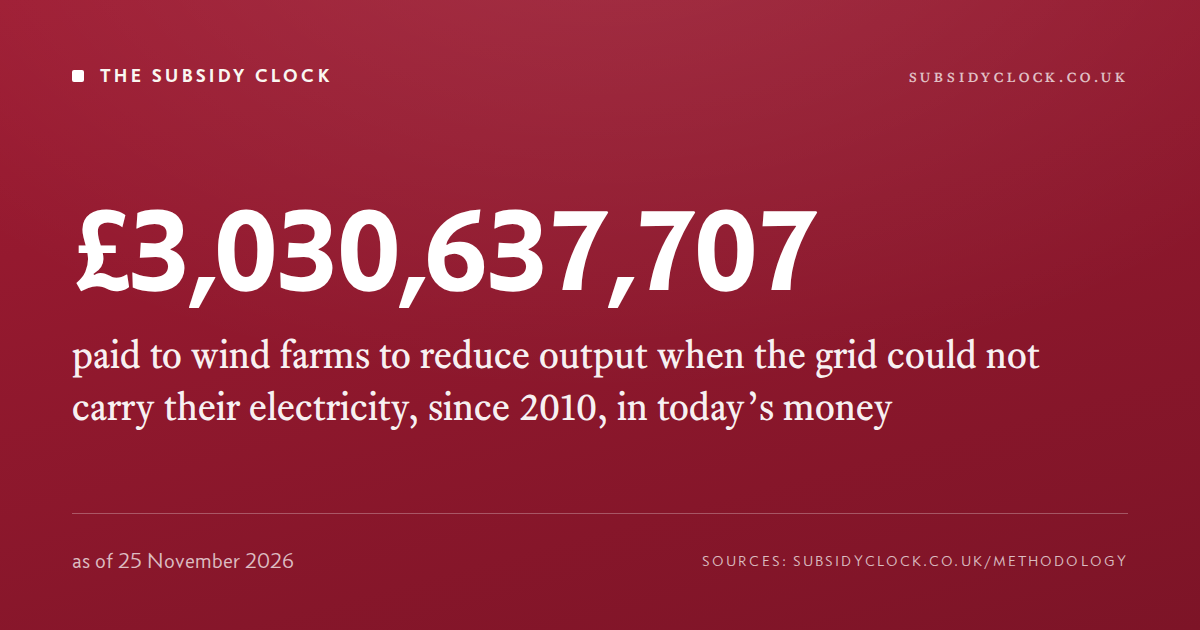 THE SUBSIDY CLOCK
SUBSIDYCLOCK.CO.UK
£3,030,637,707
paid to wind farms to reduce output when the grid could not
carry their electricity, since 2010, in today’s money
as of 25 November 2026
SOURCES: SUBSIDYCLOCK.CO.UK/METHODOLOGY